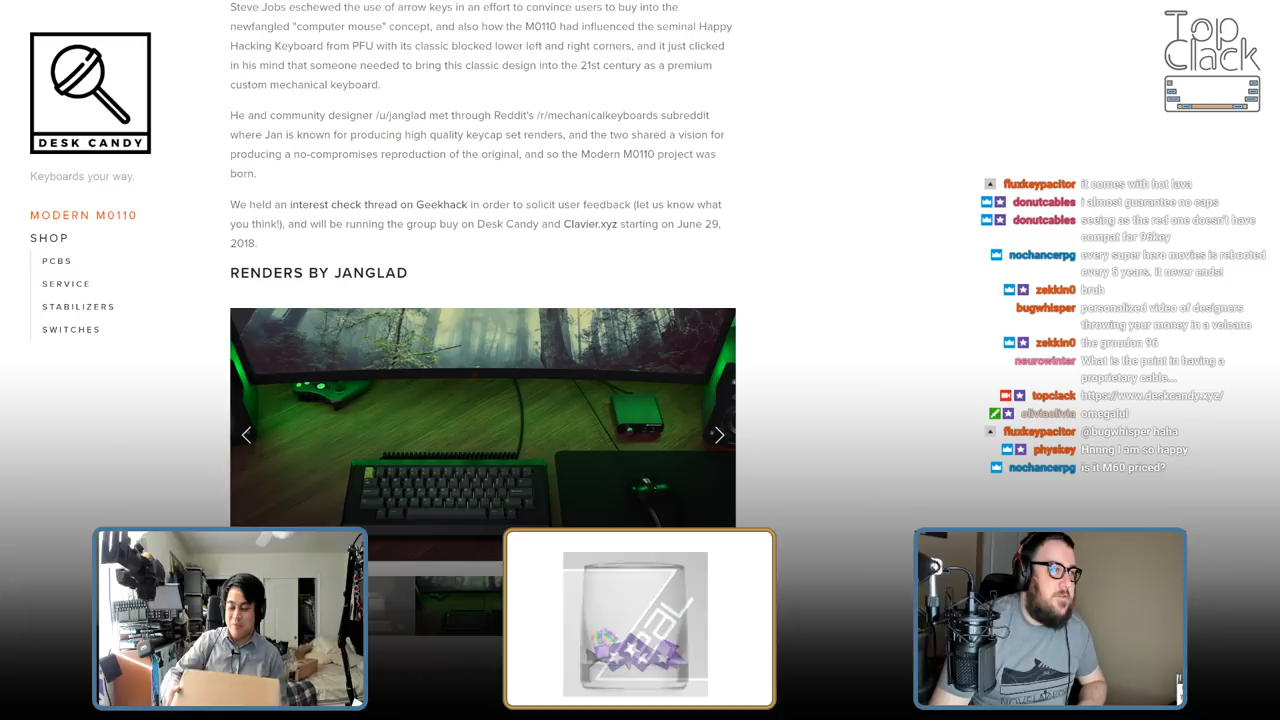 Steve Jobs eschewed the use of arrow keys in an effort to convince users to buy into the
newfangled "computer mouse" concept, and also how the M0110 had influenced the seminal Happy
Hacking Keyboard from PFU with its classic blocked lower left and right corners, and it just clicked
in his mind that someone needed to bring this classic design into the 21st century as a premium
custom mechanical keyboard.
He and community designer /u/janglad met through Reddit's /r/mechanicalkeyboards subreddit
where Jan is known for producing high quality keycap set renders, and the two shared a vision for
producing a no-compromises reproduction of the original, and so the Modern M0110 project was
born.
We held an interest check thread on Geekhack in order to solicit user feedback (let us know what
you think!), and will be running the group buy on Desk Candy and Clavier.xyz starting on June 29,
2018.
RENDERS BY JANGLAD
DESK CANDY
Keyboards your way.
MODERN M0110
SHOP
PCBS
SERVICE
STABILIZERS
SWITCHES
Top
Clack
fluxkeypacitor it comes with hot lava
donutcables i almost guarantee no caps
donutcables seeing as the red one doesn't have
compat for 96key
nochancerpg every super hero movies is rebooted
every 5 years. it never ends!
zekkin0 bruh
bugwhisper personalized video of designers
throwing your money in a volcano
zekkin0 the groudon 96
neurowinter What is the point in having a
proprietary cable...
topclack https://www.deskcandy.xyz/
oliviaolivia omegalul
fluxkeypacitor @bugwhisper haha
physkey Hnnng I am so happy
nochancerpg is it M60 priced?